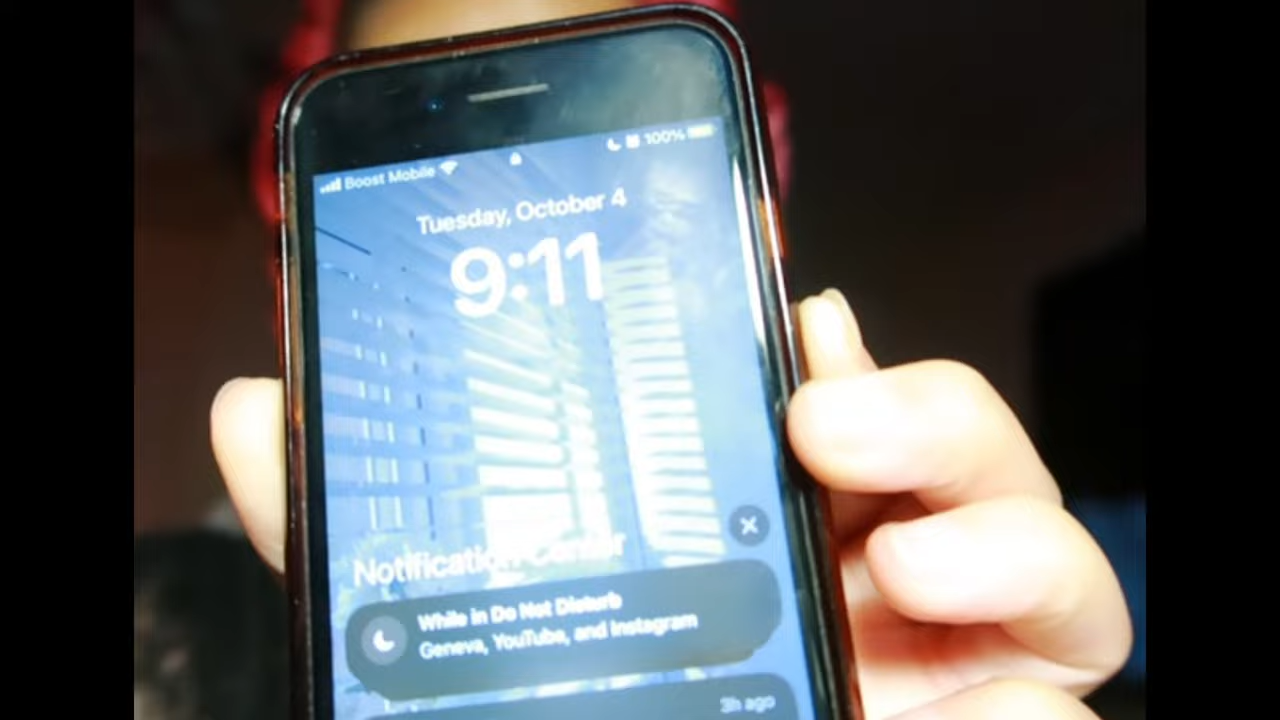 Boost Mobile 100%
Tuesday, October 4
9:11
Notification Center
While in Do Not Disturb
Geneva, YouTube, and Instagram
3h ago